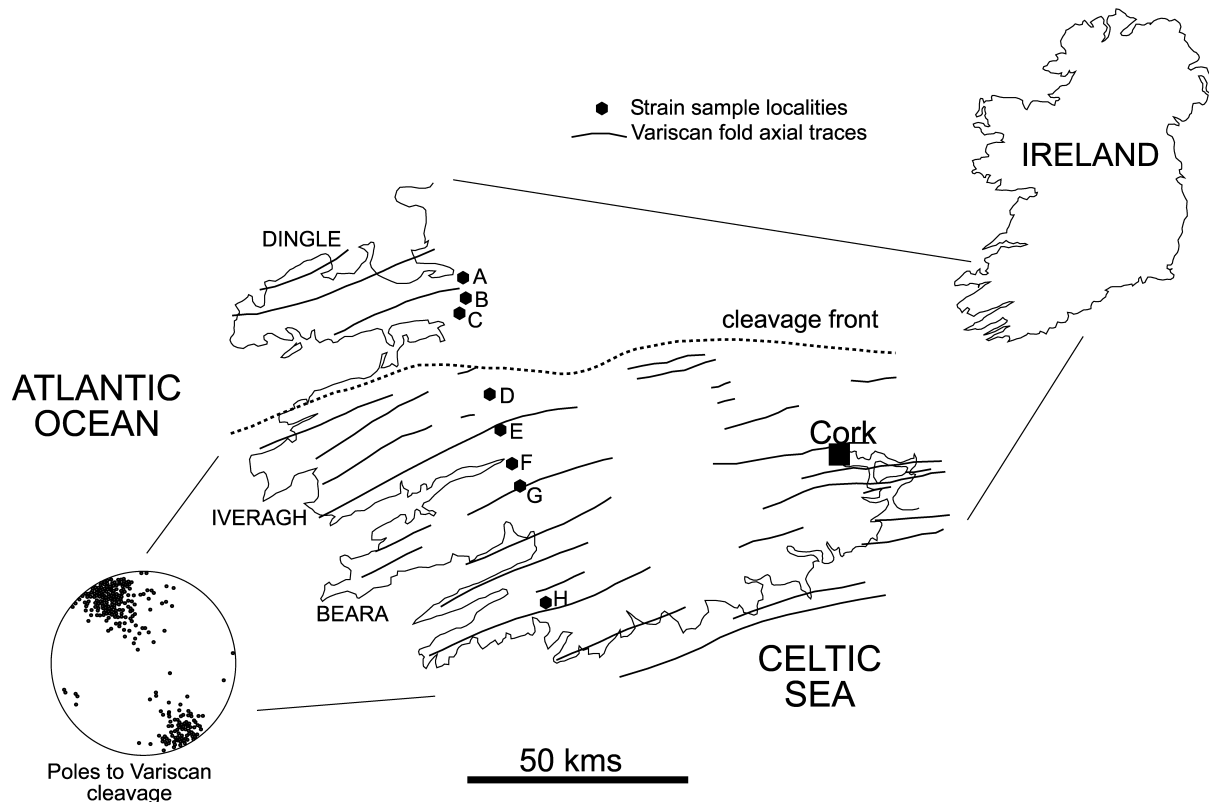 Strain sample localities
Variscan fold axial traces
IRELAND
DINGLE
A
B
C
cleavage front
ATLANTIC
OCEAN
D
E
Cork
F
G
IVERAGH
BEARA
H
CELTIC
SEA
50 kms
Poles to Variscan
cleavage